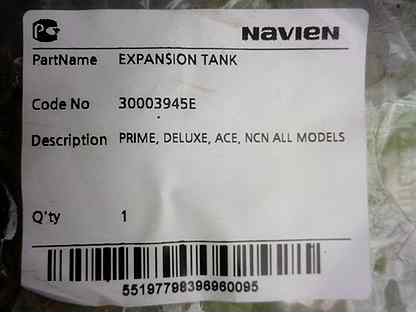 NAVIEN
PartName EXPANSION TANK
Code No 30003945E
Description PRIME, DELUXE, ACE, NCN ALL MODELS
Q'ty 1
55197798396960095